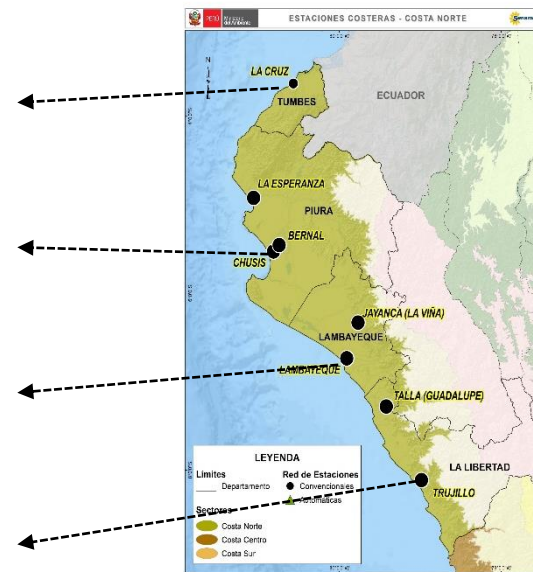 PERÚ
Ministerio del Ambiente
ESTACIONES COSTERAS - COSTA NORTE
LA CRUZ
TUMBES
ECUADOR
LA ESPERANZA
PIURA
BERNAL
CHUSIS
JAYANCA (LA VIÑA)
LAMBAYEQUE
LAMBAYEQUE
TALLA (GUADALUPE)
LA LIBERTAD
TRUJILLO
LEYENDA
Límites
Departamento
Red de Estaciones
Convencionales
Automáticas
Sectores
Costa Norte
Costa Centro
Costa Sur